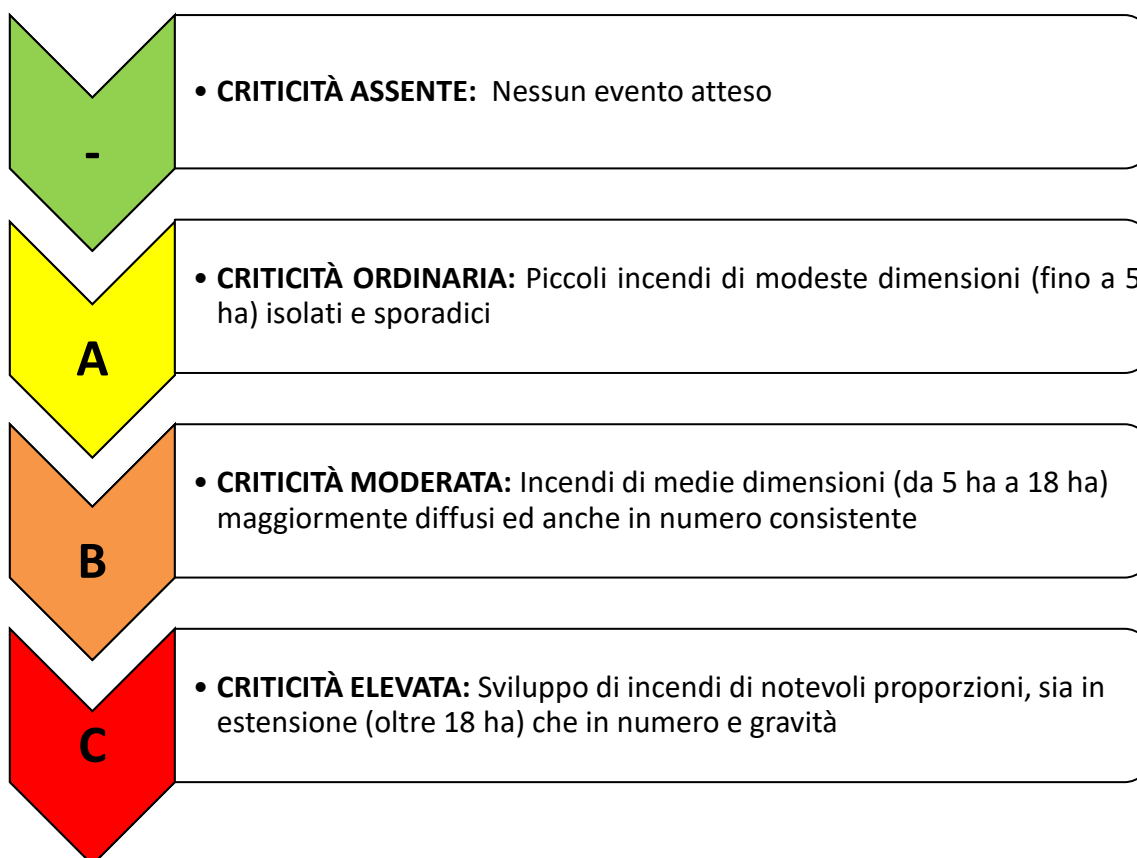 -
• CRITICITÀ ASSENTE: Nessun evento atteso
A
• CRITICITÀ ORDINARIA: Piccoli incendi di modeste dimensioni (fino a 5
ha) isolati e sporadici
B
• CRITICITÀ MODERATA: Incendi di medie dimensioni (da 5 ha a 18 ha)
maggiormente diffusi ed anche in numero consistente
C
• CRITICITÀ ELEVATA: Sviluppo di incendi di notevoli proporzioni, sia in
estensione (oltre 18 ha) che in numero e gravità